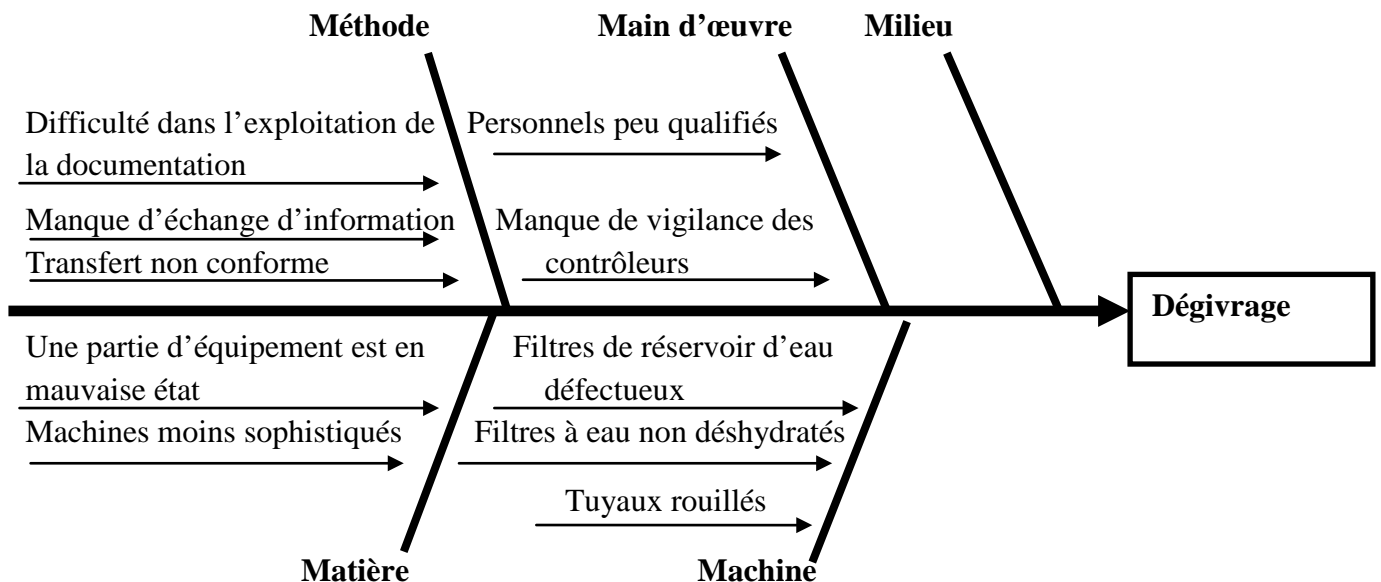 Méthode
Main d’œuvre
Milieu
Difficulté dans l’exploitation de
la documentation
Manque d’échange d’information
Transfert non conforme
Personnels peu qualifiés
Manque de vigilance des
contrôleurs
Dégivrage
Une partie d’équipement est en
mauvaise état
Machines moins sophistiqués
Filtres de réservoir d’eau
défectueux
Filtres à eau non déshydratés
Tuyaux rouillés
Matière
Machine